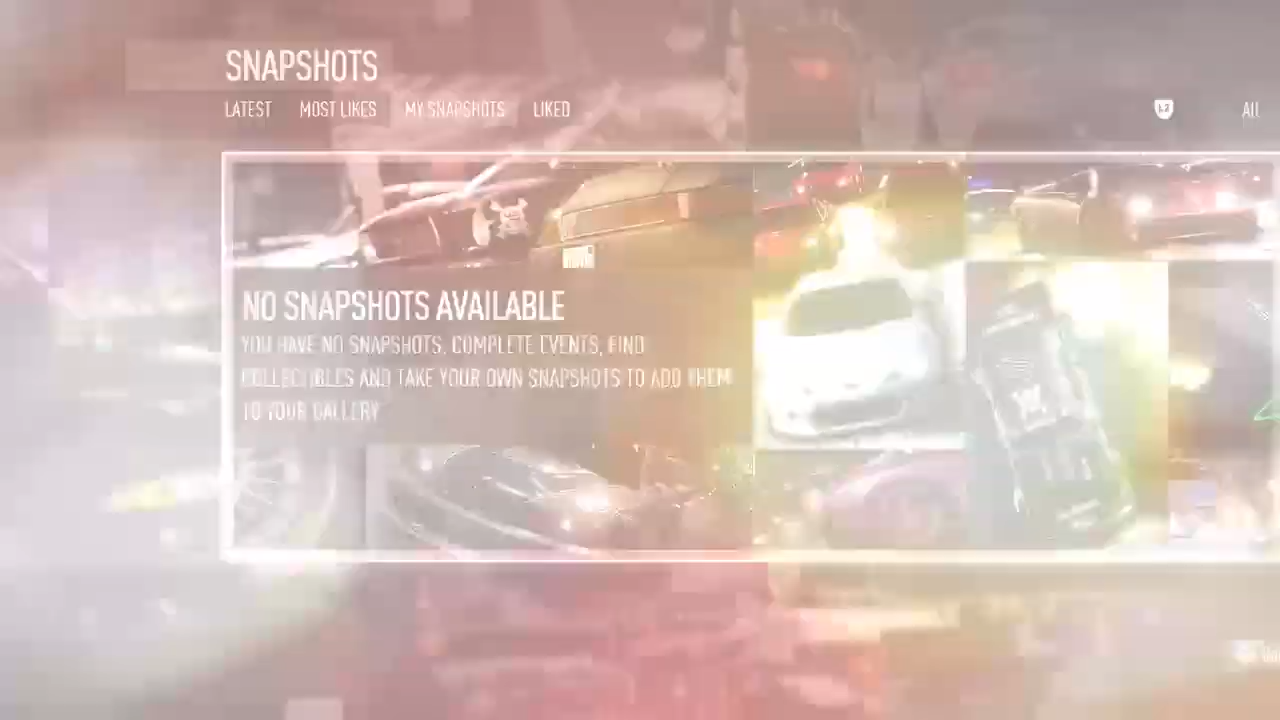 SNAPSHOTS
LATEST MOST LIKES MY SNAPSHOTS LIKED
L2 All
NO SNAPSHOTS AVAILABLE
YOU HAVE NO SNAPSHOTS. COMPLETE EVENTS, FIND
COLLECTIBLES AND TAKE YOUR OWN SNAPSHOTS TO ADD THEM
TO YOUR GALLERY